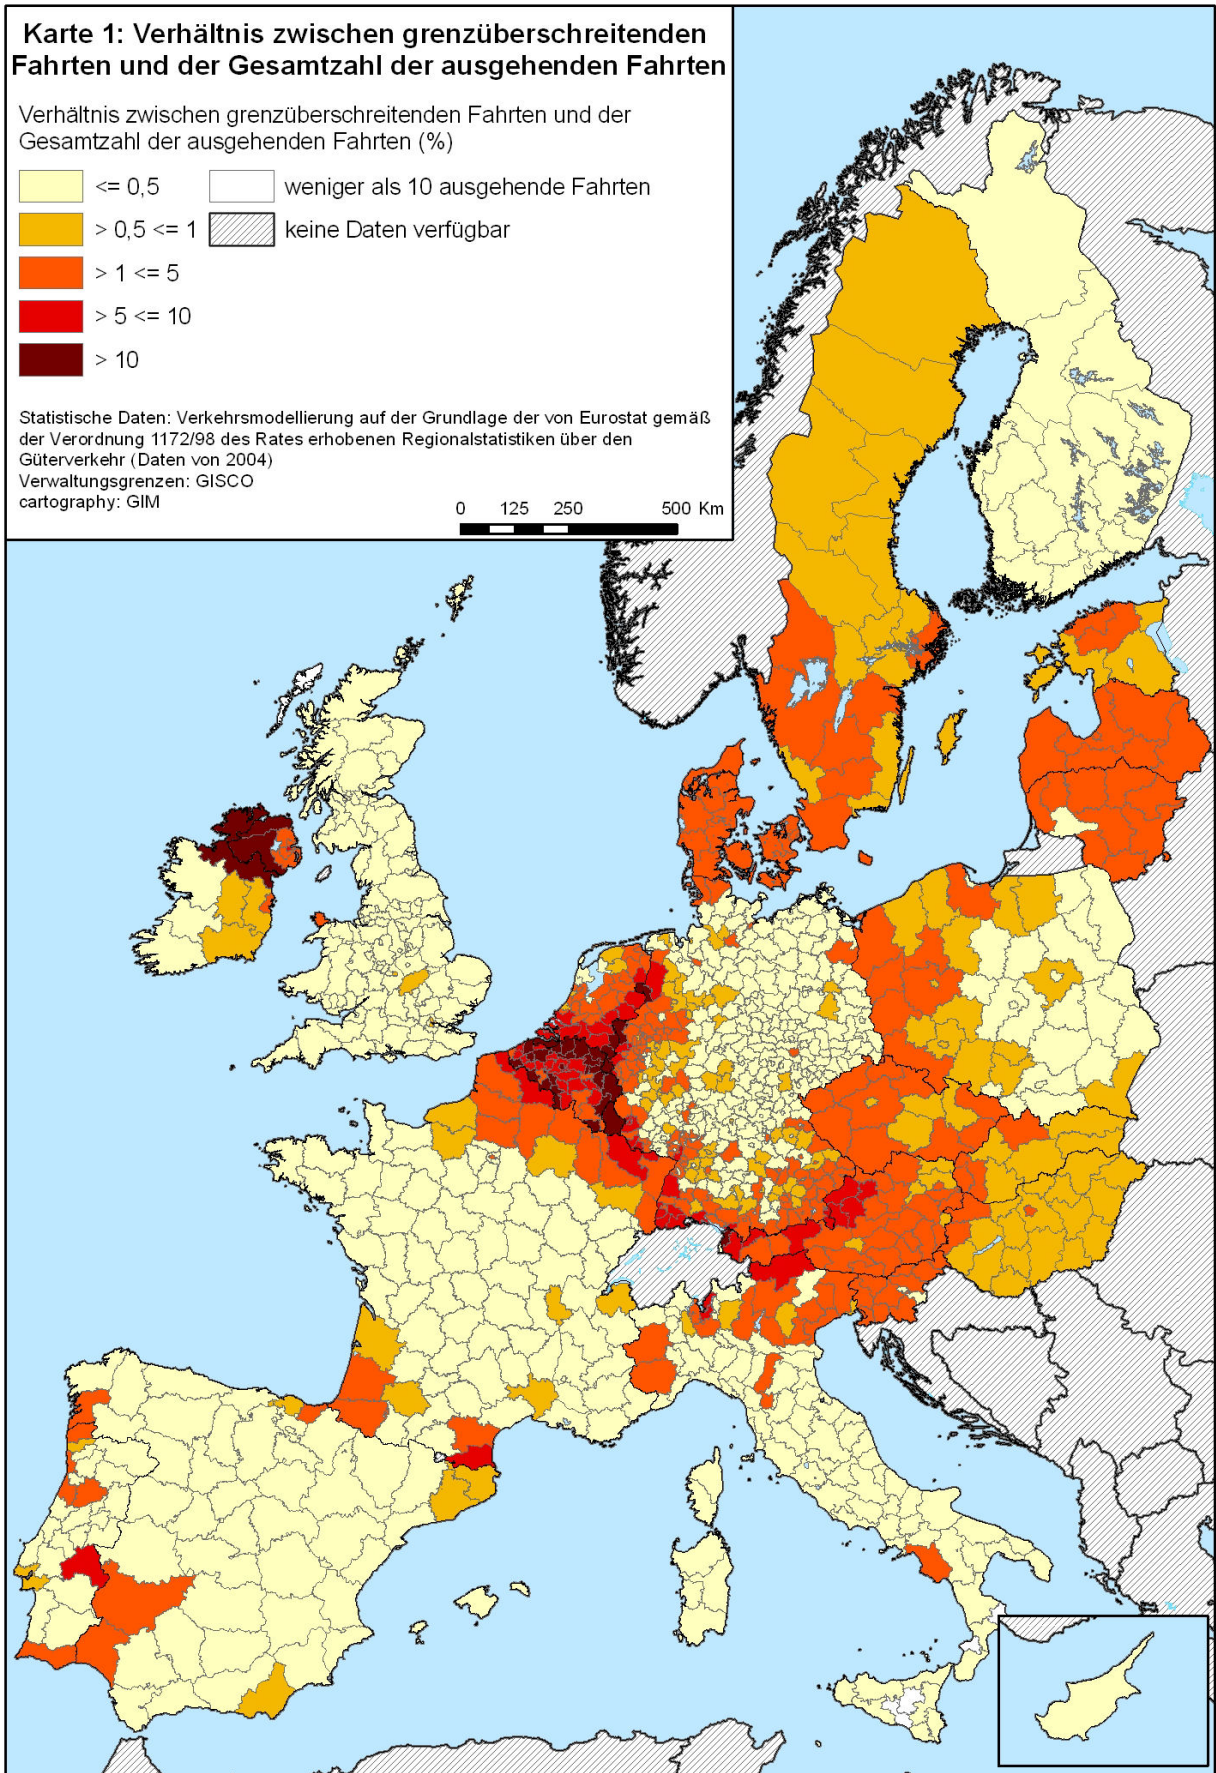 Karte 1: Verhältnis zwischen grenzüberschreitenden
Fahrten und der Gesamtzahl der ausgehenden Fahrten
Verhältnis zwischen grenzüberschreitenden Fahrten und der
Gesamtzahl der ausgehenden Fahrten (%)
<= 0,5 weniger als 10 ausgehende Fahrten
> 0,5 <= 1 keine Daten verfügbar
> 1 <= 5
> 5 <= 10
> 10
Statistische Daten: Verkehrsmodellierung auf der Grundlage der von Eurostat gemäß
der Verordnung 1172/98 des Rates erhobenen Regionalstatistiken über den
Güterverkehr (Daten von 2004)
Verwaltungsgrenzen: GISCO
cartography: GIM
0 125 250 500 Km